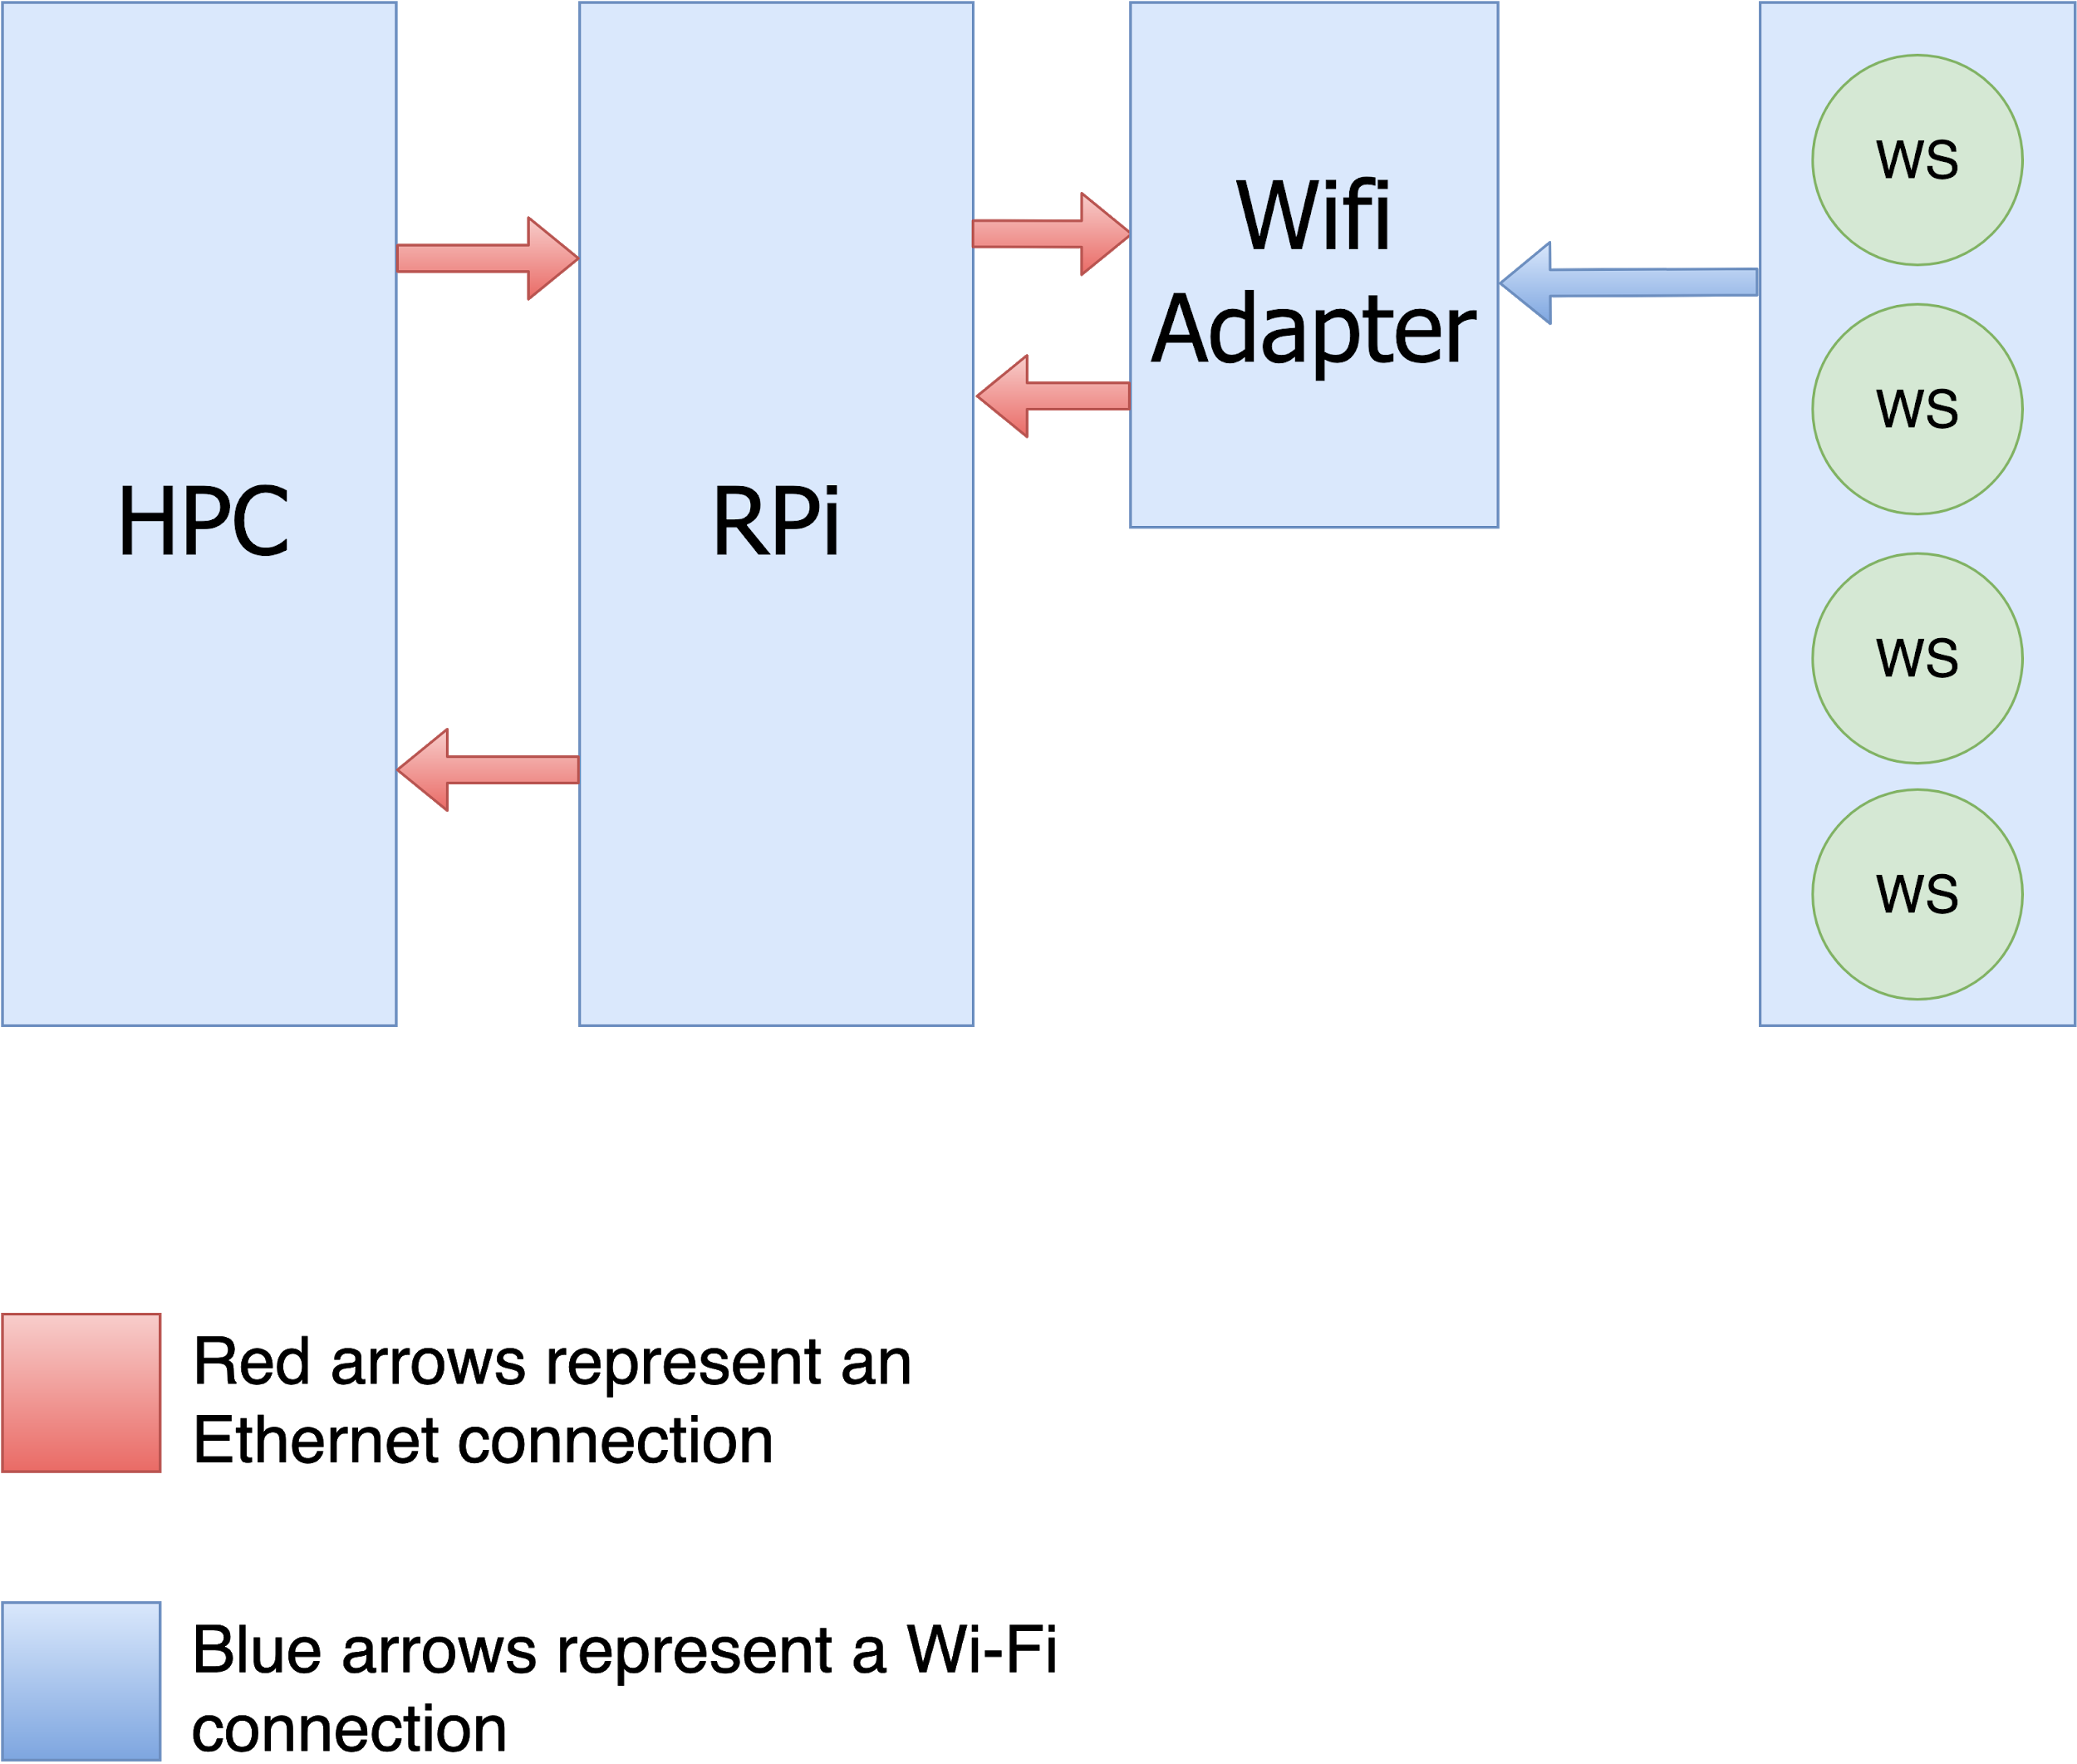 HPC
RPi
Wifi
Adapter
WS
WS
WS
WS
Red arrows represent an
Ethernet connection
Blue arrows represent a Wi-Fi
connection